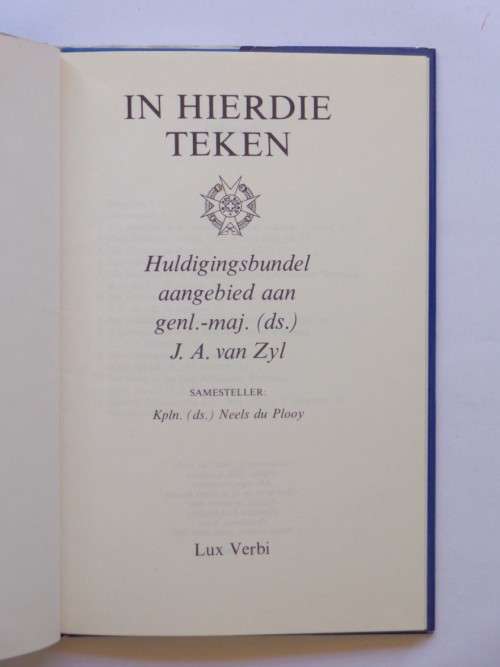 IN HIERDIE
TEKEN
Huldigingsbundel
aangebied aan
genl.-maj. (ds.)
J. A. van Zyl
SAMESTELLER:
Kpln. (ds.) Neels du Plooy
Lux Verbi